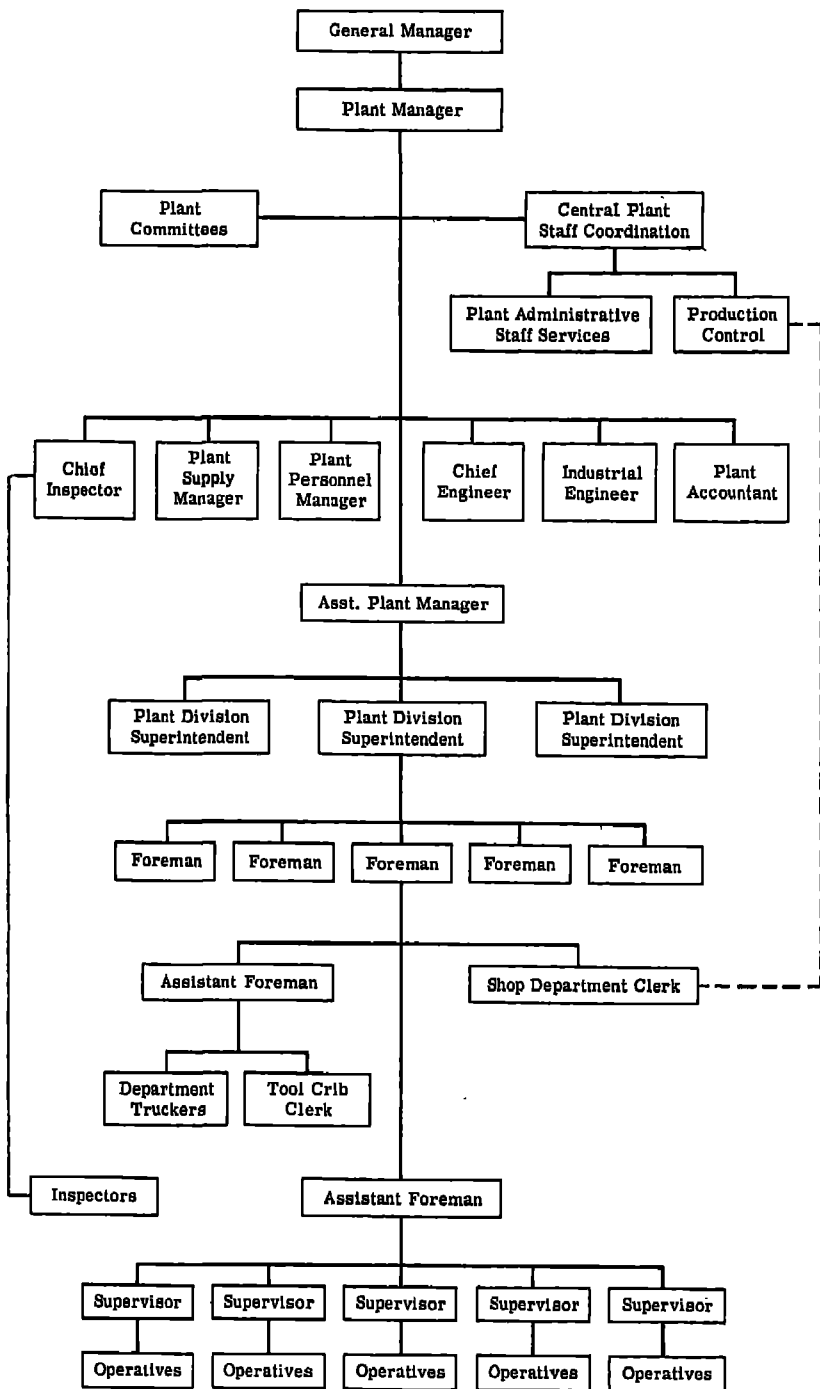 General Manager
Plant Manager
Plant
Committees
Central Plant
Staff Coordination
Plant Administrative
Staff Services
Production
Control
Chief
Inspector
Plant
Supply
Manager
Plant
Personnel
Manager
Chief
Engineer
Industrial
Engineer
Plant
Accountant
Asst. Plant Manager
Plant Division
Superintendent
Plant Division
Superintendent
Plant Division
Superintendent
Foreman
Foreman
Foreman
Foreman
Foreman
Assistant Foreman
Shop Department Clerk
Department
Truckers
Tool Crib
Clerk
Inspectors
Assistant Foreman
Supervisor
Supervisor
Supervisor
Supervisor
Supervisor
Operatives
Operatives
Operatives
Operatives
Operatives